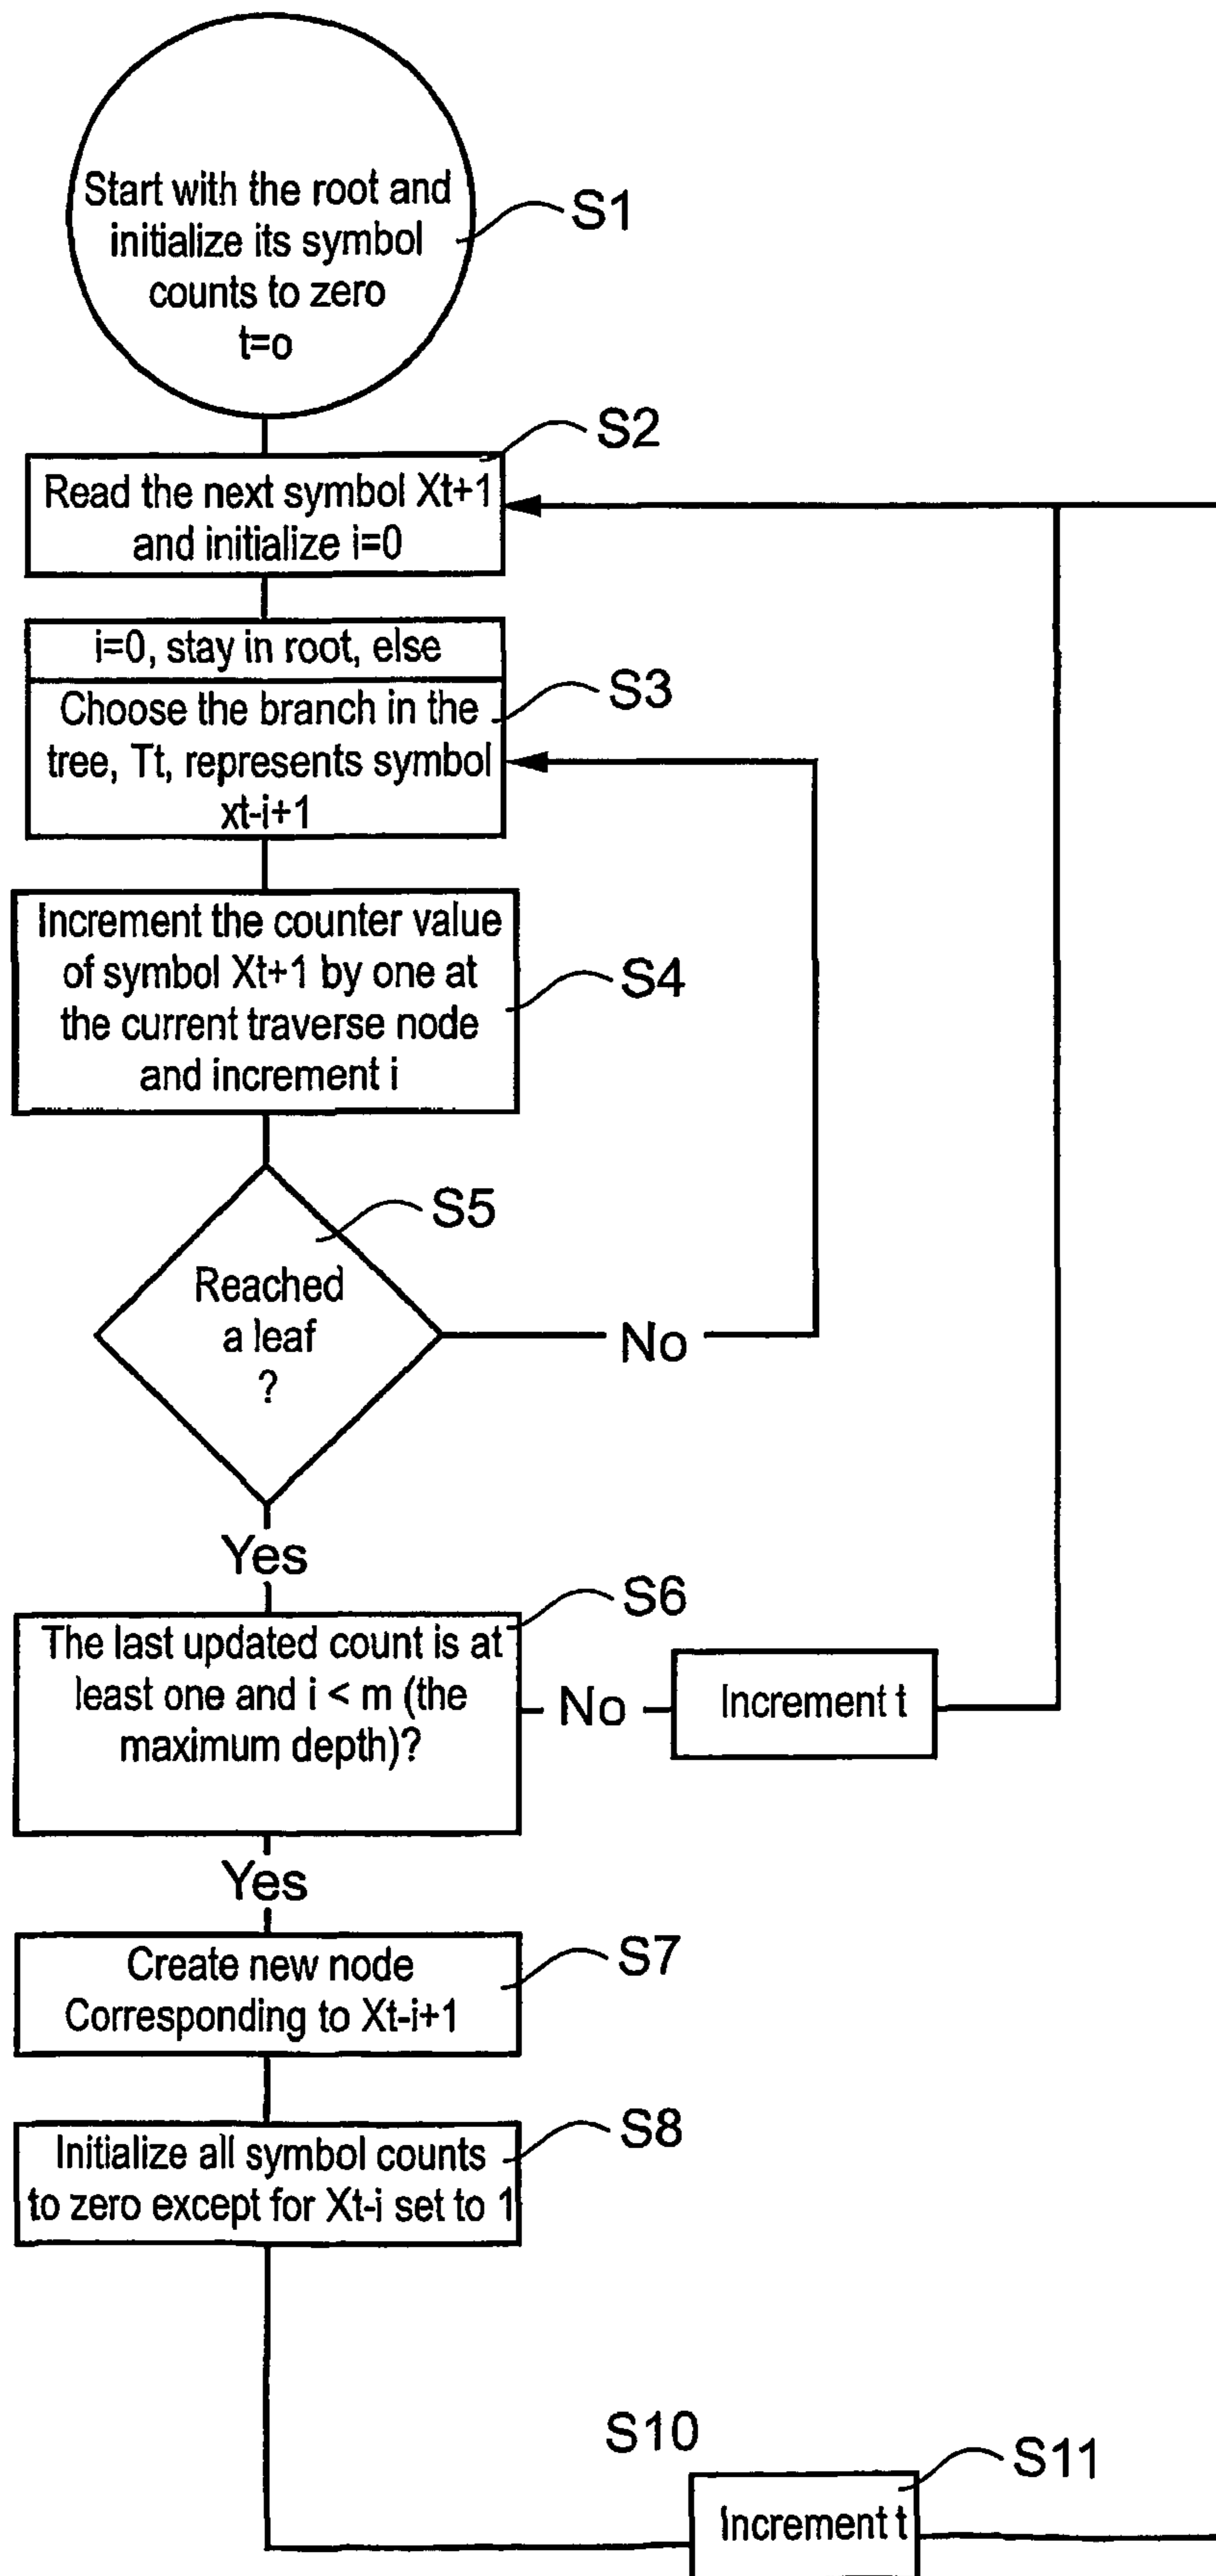 Start with the root and
initialize its symbol
counts to zero
t=o
S1
S2
Read the next symbol Xt+1
and initialize i=0
i=0, stay in root, else
S3
Choose the branch in the
tree, Tt, represents symbol
xt-i+1
Increment the counter value
of symbol Xt+1 by one at
the current traverse node
and increment i
S4
S5
Reached
a leaf
?
No
Yes
S6
The last updated count is at
least one and i < m (the
maximum depth)?
No
Increment t
Yes
Create new node
Corresponding to Xt-i+1
S7
S8
Initialize all symbol counts
to zero except for Xt-i set to 1
S10
S11
Increment t